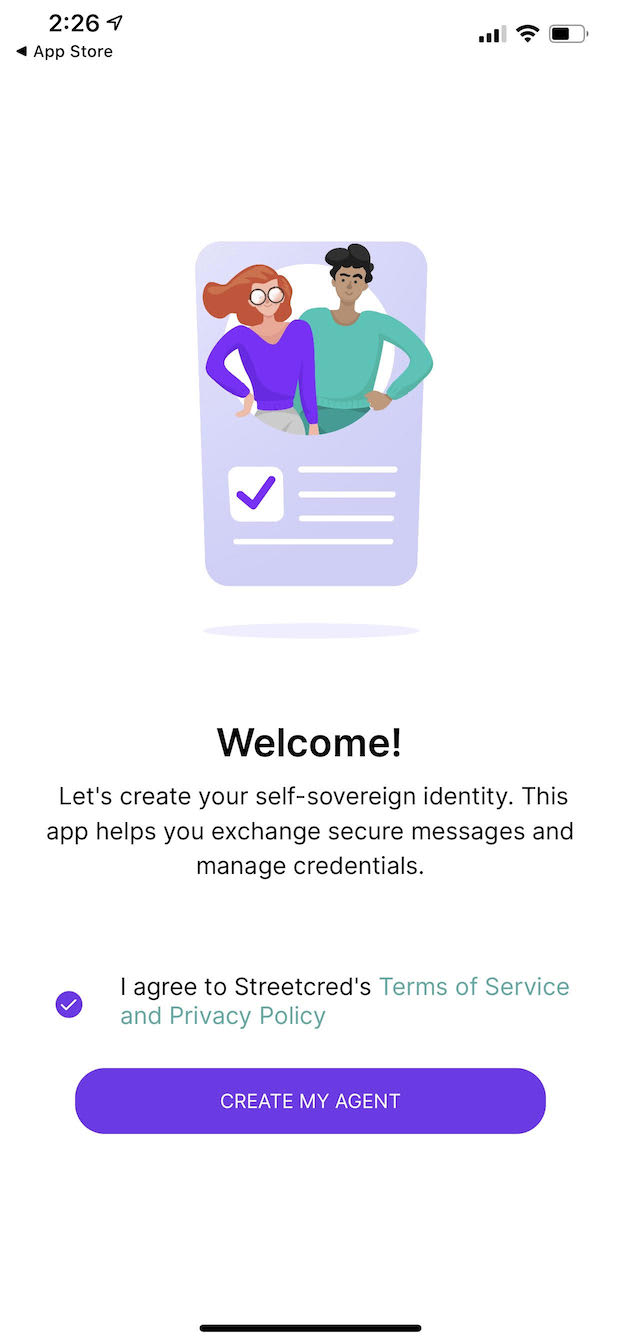 2:26
App Store
Welcome!
Let's create your self-sovereign identity. This
app helps you exchange secure messages and
manage credentials.
I agree to Streetcred's Terms of Service
and Privacy Policy
CREATE MY AGENT